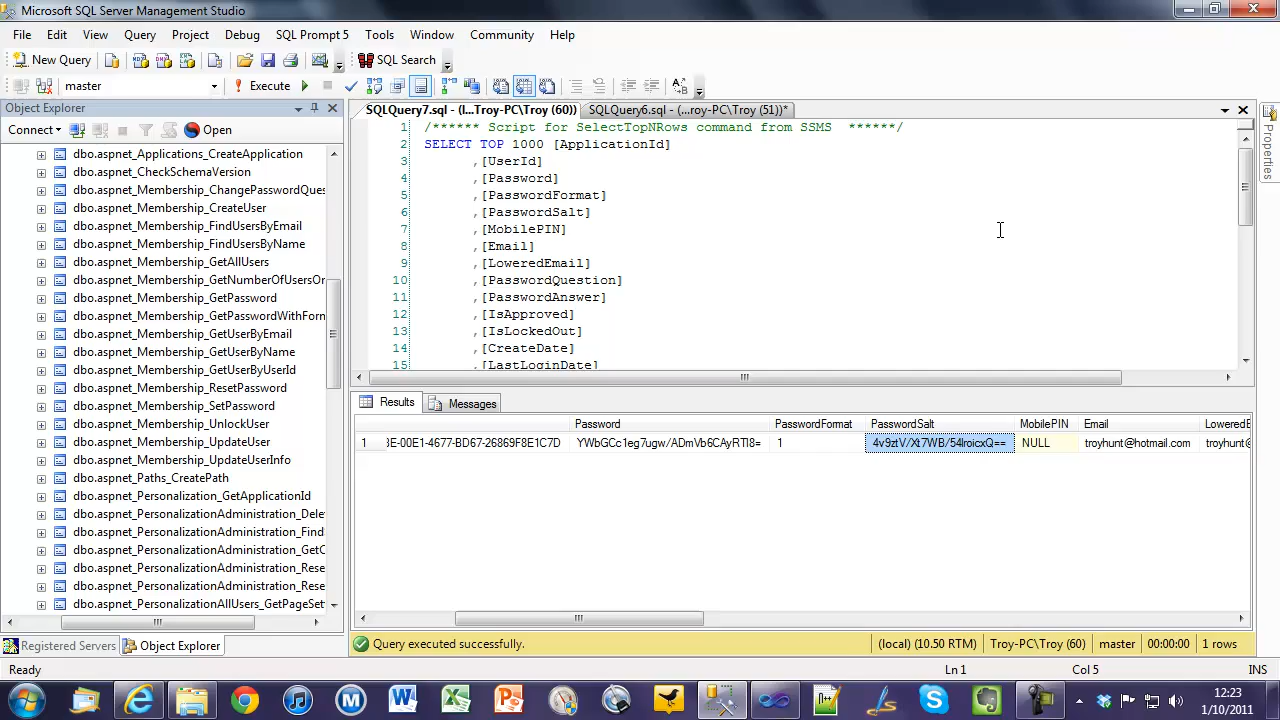 Microsoft SQL Server Management Studio
File Edit View Query Project Debug SQL Prompt 5 Tools Window Community Help
New Query SQL Search
master Execute
Object Explorer
Connect Open
dbo.aspnet_Applications_CreateApplication
dbo.aspnet_CheckSchemaVersion
dbo.aspnet_Membership_ChangePasswordQues
dbo.aspnet_Membership_CreateUser
dbo.aspnet_Membership_FindUsersByEmail
dbo.aspnet_Membership_FindUsersByName
dbo.aspnet_Membership_GetAllUsers
dbo.aspnet_Membership_GetNumberOfUsersOr
dbo.aspnet_Membership_GetPassword
dbo.aspnet_Membership_GetPasswordWithForn
dbo.aspnet_Membership_GetUserByEmail
dbo.aspnet_Membership_GetUserByName
dbo.aspnet_Membership_GetUserByUserId
dbo.aspnet_Membership_ResetPassword
dbo.aspnet_Membership_SetPassword
dbo.aspnet_Membership_UnlockUser
dbo.aspnet_Membership_UpdateUser
dbo.aspnet_Membership_UpdateUserInfo
dbo.aspnet_Paths_CreatePath
dbo.aspnet_Personalization_GetApplicationId
dbo.aspnet_PersonalizationAdministration_Dele
dbo.aspnet_PersonalizationAdministration_Find
dbo.aspnet_PersonalizationAdministration_GetC
dbo.aspnet_PersonalizationAdministration_Rese
dbo.aspnet_PersonalizationAdministration_Rese
dbo.aspnet_PersonalizationAllUsers_GetPageSet
Registered Servers Object Explorer
SQLQuery7.sql - (l...Troy-PC\Troy (60)) SQLQuery6.sql - (...roy-PC\Troy (51))*
1 /****** Script for SelectTopNRows command from SSMS ******/
2 SELECT TOP 1000 [ApplicationId]
3 ,[UserId]
4 ,[Password]
5 ,[PasswordFormat]
6 ,[PasswordSalt]
7 ,[MobilePIN]
8 ,[Email]
9 ,[LoweredEmail]
10 ,[PasswordQuestion]
11 ,[PasswordAnswer]
12 ,[IsApproved]
13 ,[IsLockedOut]
14 ,[CreateDate]
15 ,[LastLoginDate]
Properties
Results Messages
Password PasswordFormat PasswordSalt MobilePIN Email LoweredE
1 3E-00E1-4677-BD67-26869F8E1C7D YWbGCc1eg7ugw/ADmVb6CAyRTI8= 1 4v9ztV/Xt7WB/54lroicxQ== NULL troyhunt@hotmail.com troyhunt@
Query executed successfully. (local) (10.50 RTM) Troy-PC\Troy (60) master 00:00:00 1 rows
Ready Ln 1 Col 5 INS
12:23
1/10/2011